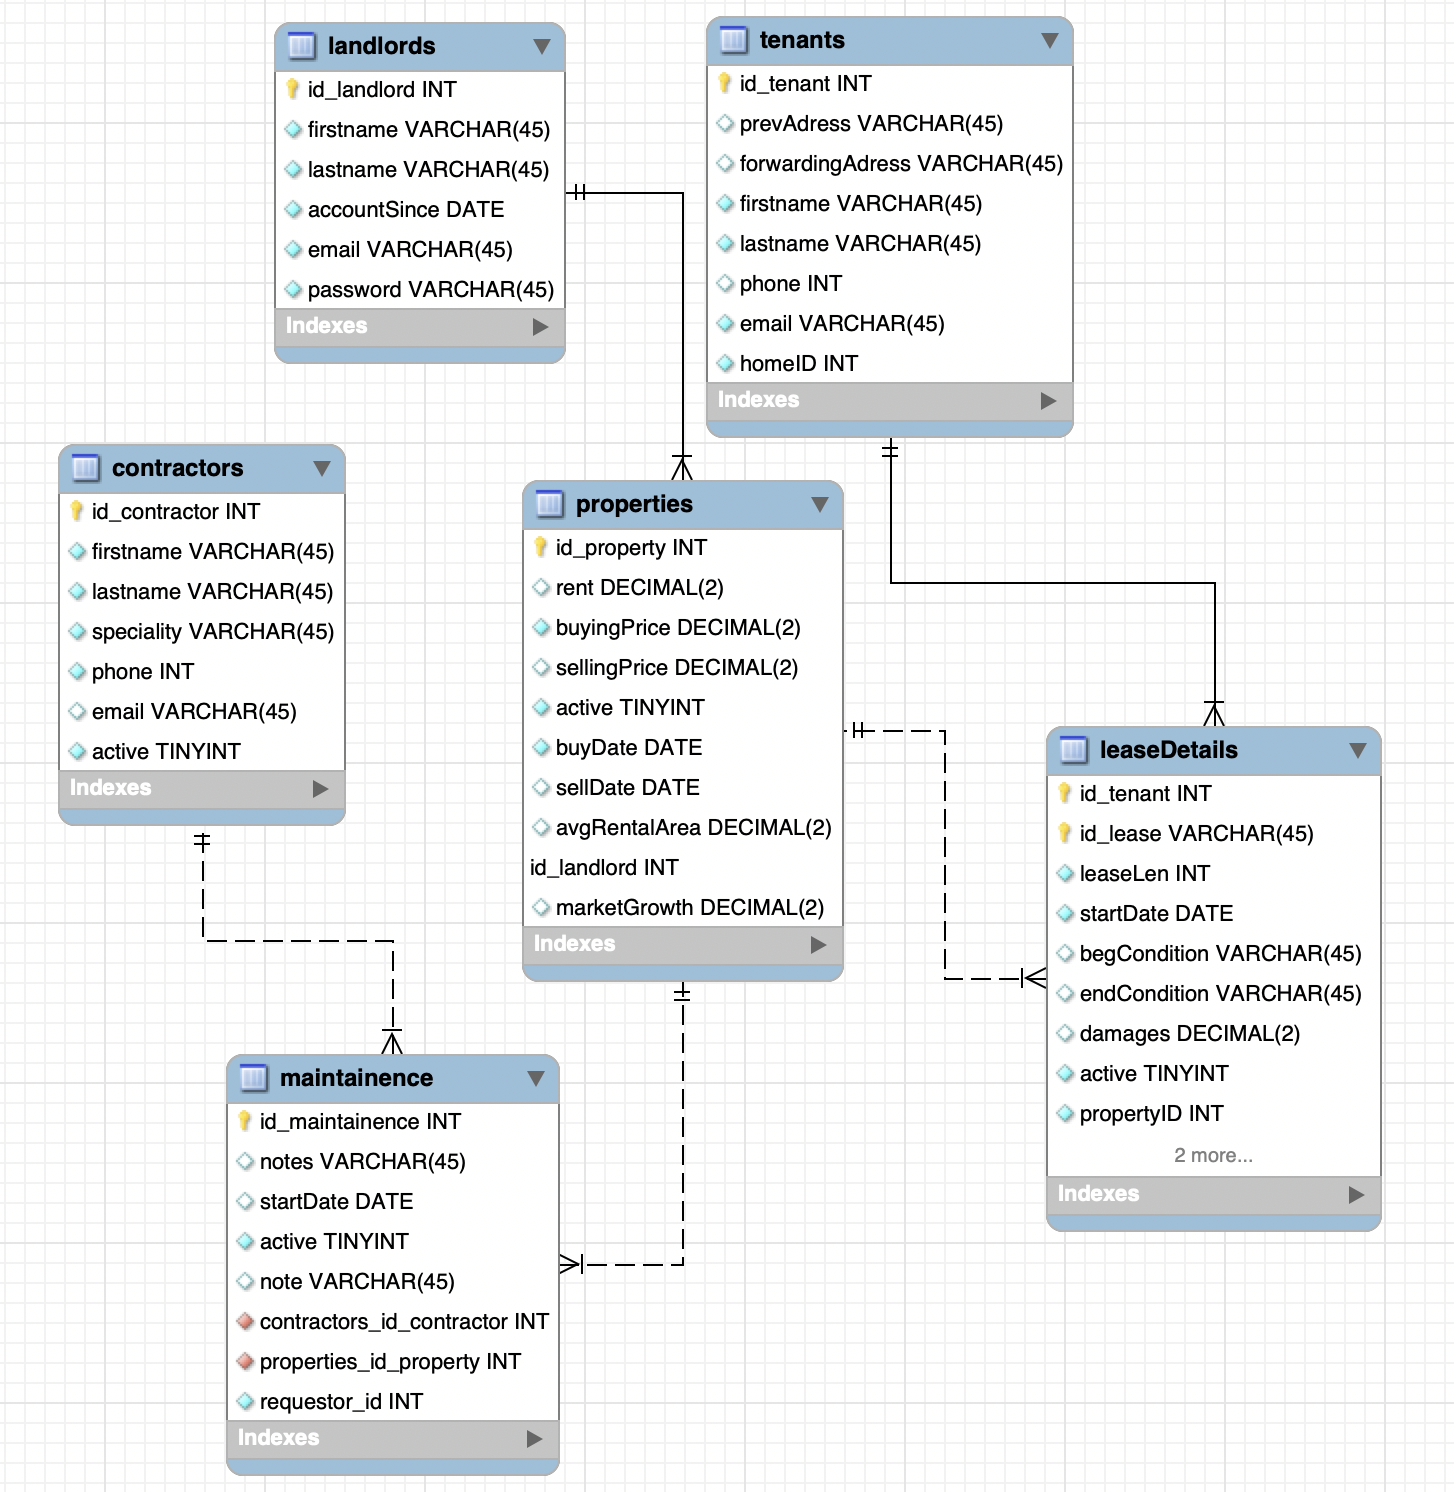 landlords
id_landlord INT
firstname VARCHAR(45)
lastname VARCHAR(45)
accountSince DATE
email VARCHAR(45)
password VARCHAR(45)
Indexes
tenants
id_tenant INT
prevAdress VARCHAR(45)
forwardingAdress VARCHAR(45)
firstname VARCHAR(45)
lastname VARCHAR(45)
phone INT
email VARCHAR(45)
homeID INT
Indexes
contractors
id_contractor INT
firstname VARCHAR(45)
lastname VARCHAR(45)
speciality VARCHAR(45)
phone INT
email VARCHAR(45)
active TINYINT
Indexes
properties
id_property INT
rent DECIMAL(2)
buyingPrice DECIMAL(2)
sellingPrice DECIMAL(2)
active TINYINT
buyDate DATE
sellDate DATE
avgRentalArea DECIMAL(2)
id_landlord INT
marketGrowth DECIMAL(2)
Indexes
leaseDetails
id_tenant INT
id_lease VARCHAR(45)
leaseLen INT
startDate DATE
begCondition VARCHAR(45)
endCondition VARCHAR(45)
damages DECIMAL(2)
active TINYINT
propertyID INT
2 more...
Indexes
maintainence
id_maintainence INT
notes VARCHAR(45)
startDate DATE
active TINYINT
note VARCHAR(45)
contractors_id_contractor INT
properties_id_property INT
requestor_id INT
Indexes